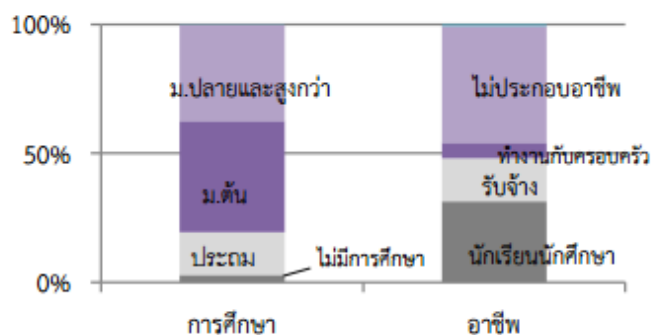 100%
ม.ปลายและสูงกว่า
ไม่ประกอบอาชีพ
50%
ทำงานกับครอบครัว
ม.ต้น
รับจ้าง
ประถม
ไม่มีการศึกษา
นักเรียนนักศึกษา
0%
การศึกษา
อาชีพ